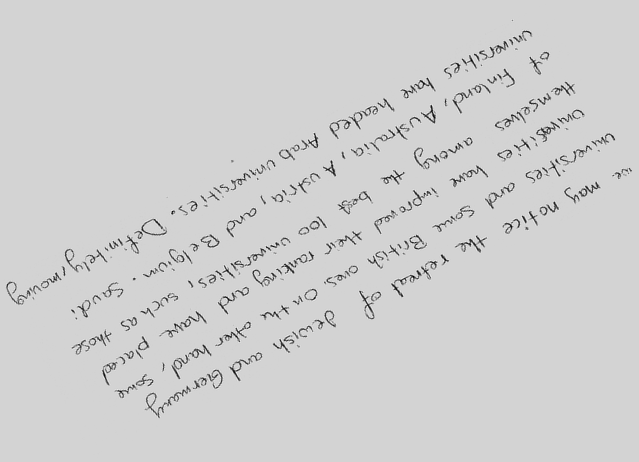 we may notice the retreat of Jewish and Germany
universities and some British ones. On the other hand, some
universities have improved their ranking and have placed
themselves among the best 100 universities, such as those
of Finland, Australia, Austria, and Belgium. Saudi
universities have headed Arab universities. Definitely, moving